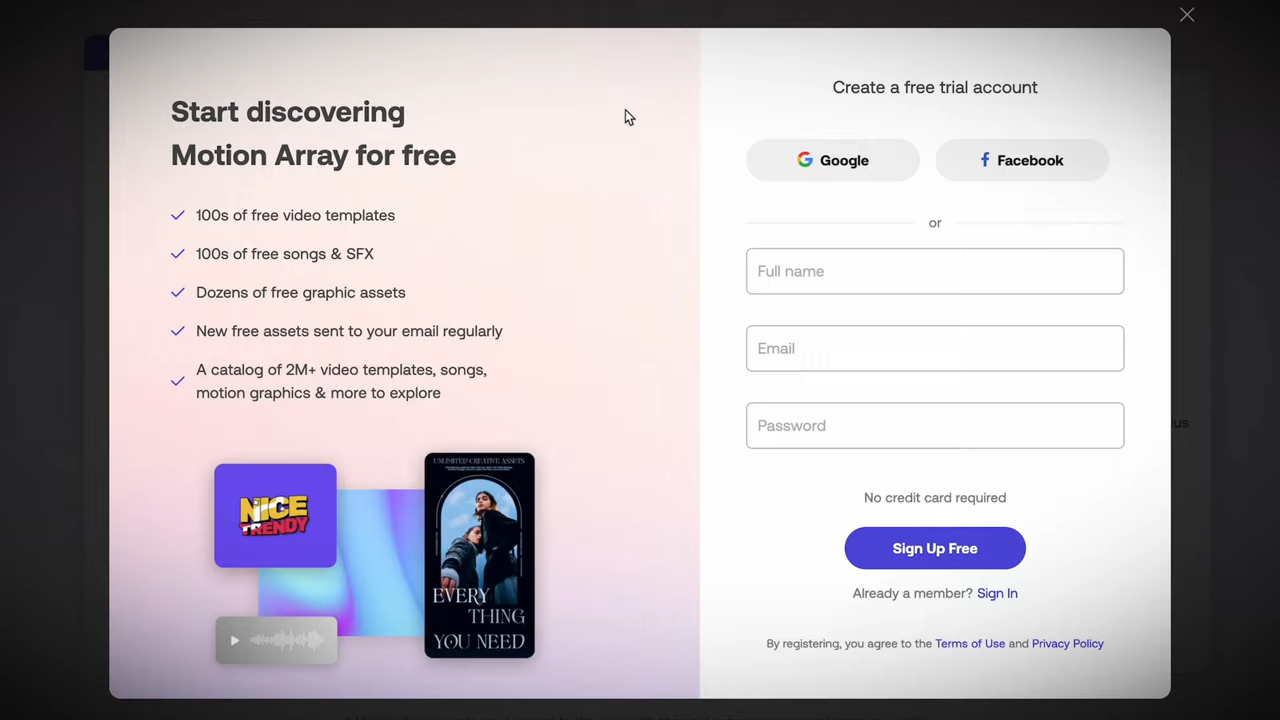 Start discovering
Motion Array for free
100s of free video templates
100s of free songs & SFX
Dozens of free graphic assets
New free assets sent to your email regularly
A catalog of 2M+ video templates, songs,
motion graphics & more to explore
NICE
TRENDY
UNLIMITED CREATIVE ASSETS
EVERY
THING
YOU NEED
Create a free trial account
Google
Facebook
or
Full name
Email
Password
No credit card required
Sign Up Free
Already a member? Sign In
By registering, you agree to the Terms of Use and Privacy Policy
us